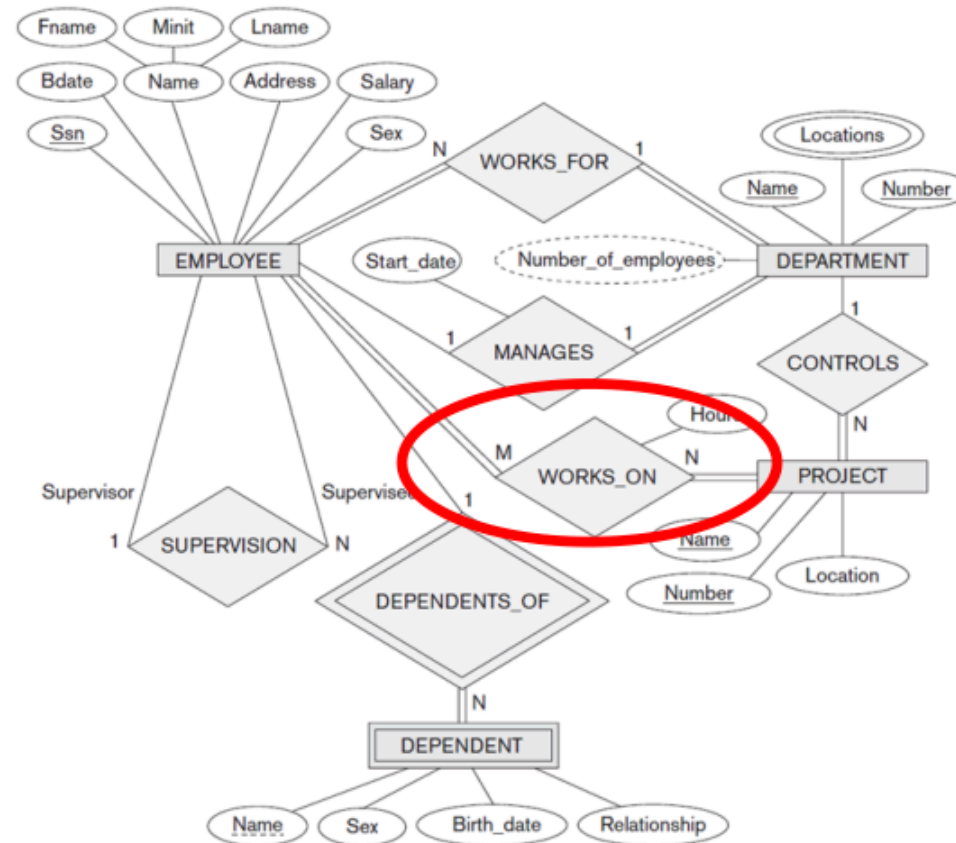 Fname Minit Lname
Bdate Name Address Salary
Ssn Sex
N WORKS_FOR 1
Locations
Name Number
EMPLOYEE Start_date Number_of_employees DEPARTMENT
1 MANAGES 1
1
CONTROLS
N
Hours
M WORKS_ON N PROJECT
Supervisor Supervisee 1
1 SUPERVISION N
Name
Number Location
DEPENDENTS_OF
N
DEPENDENT
Name Sex Birth_date Relationship